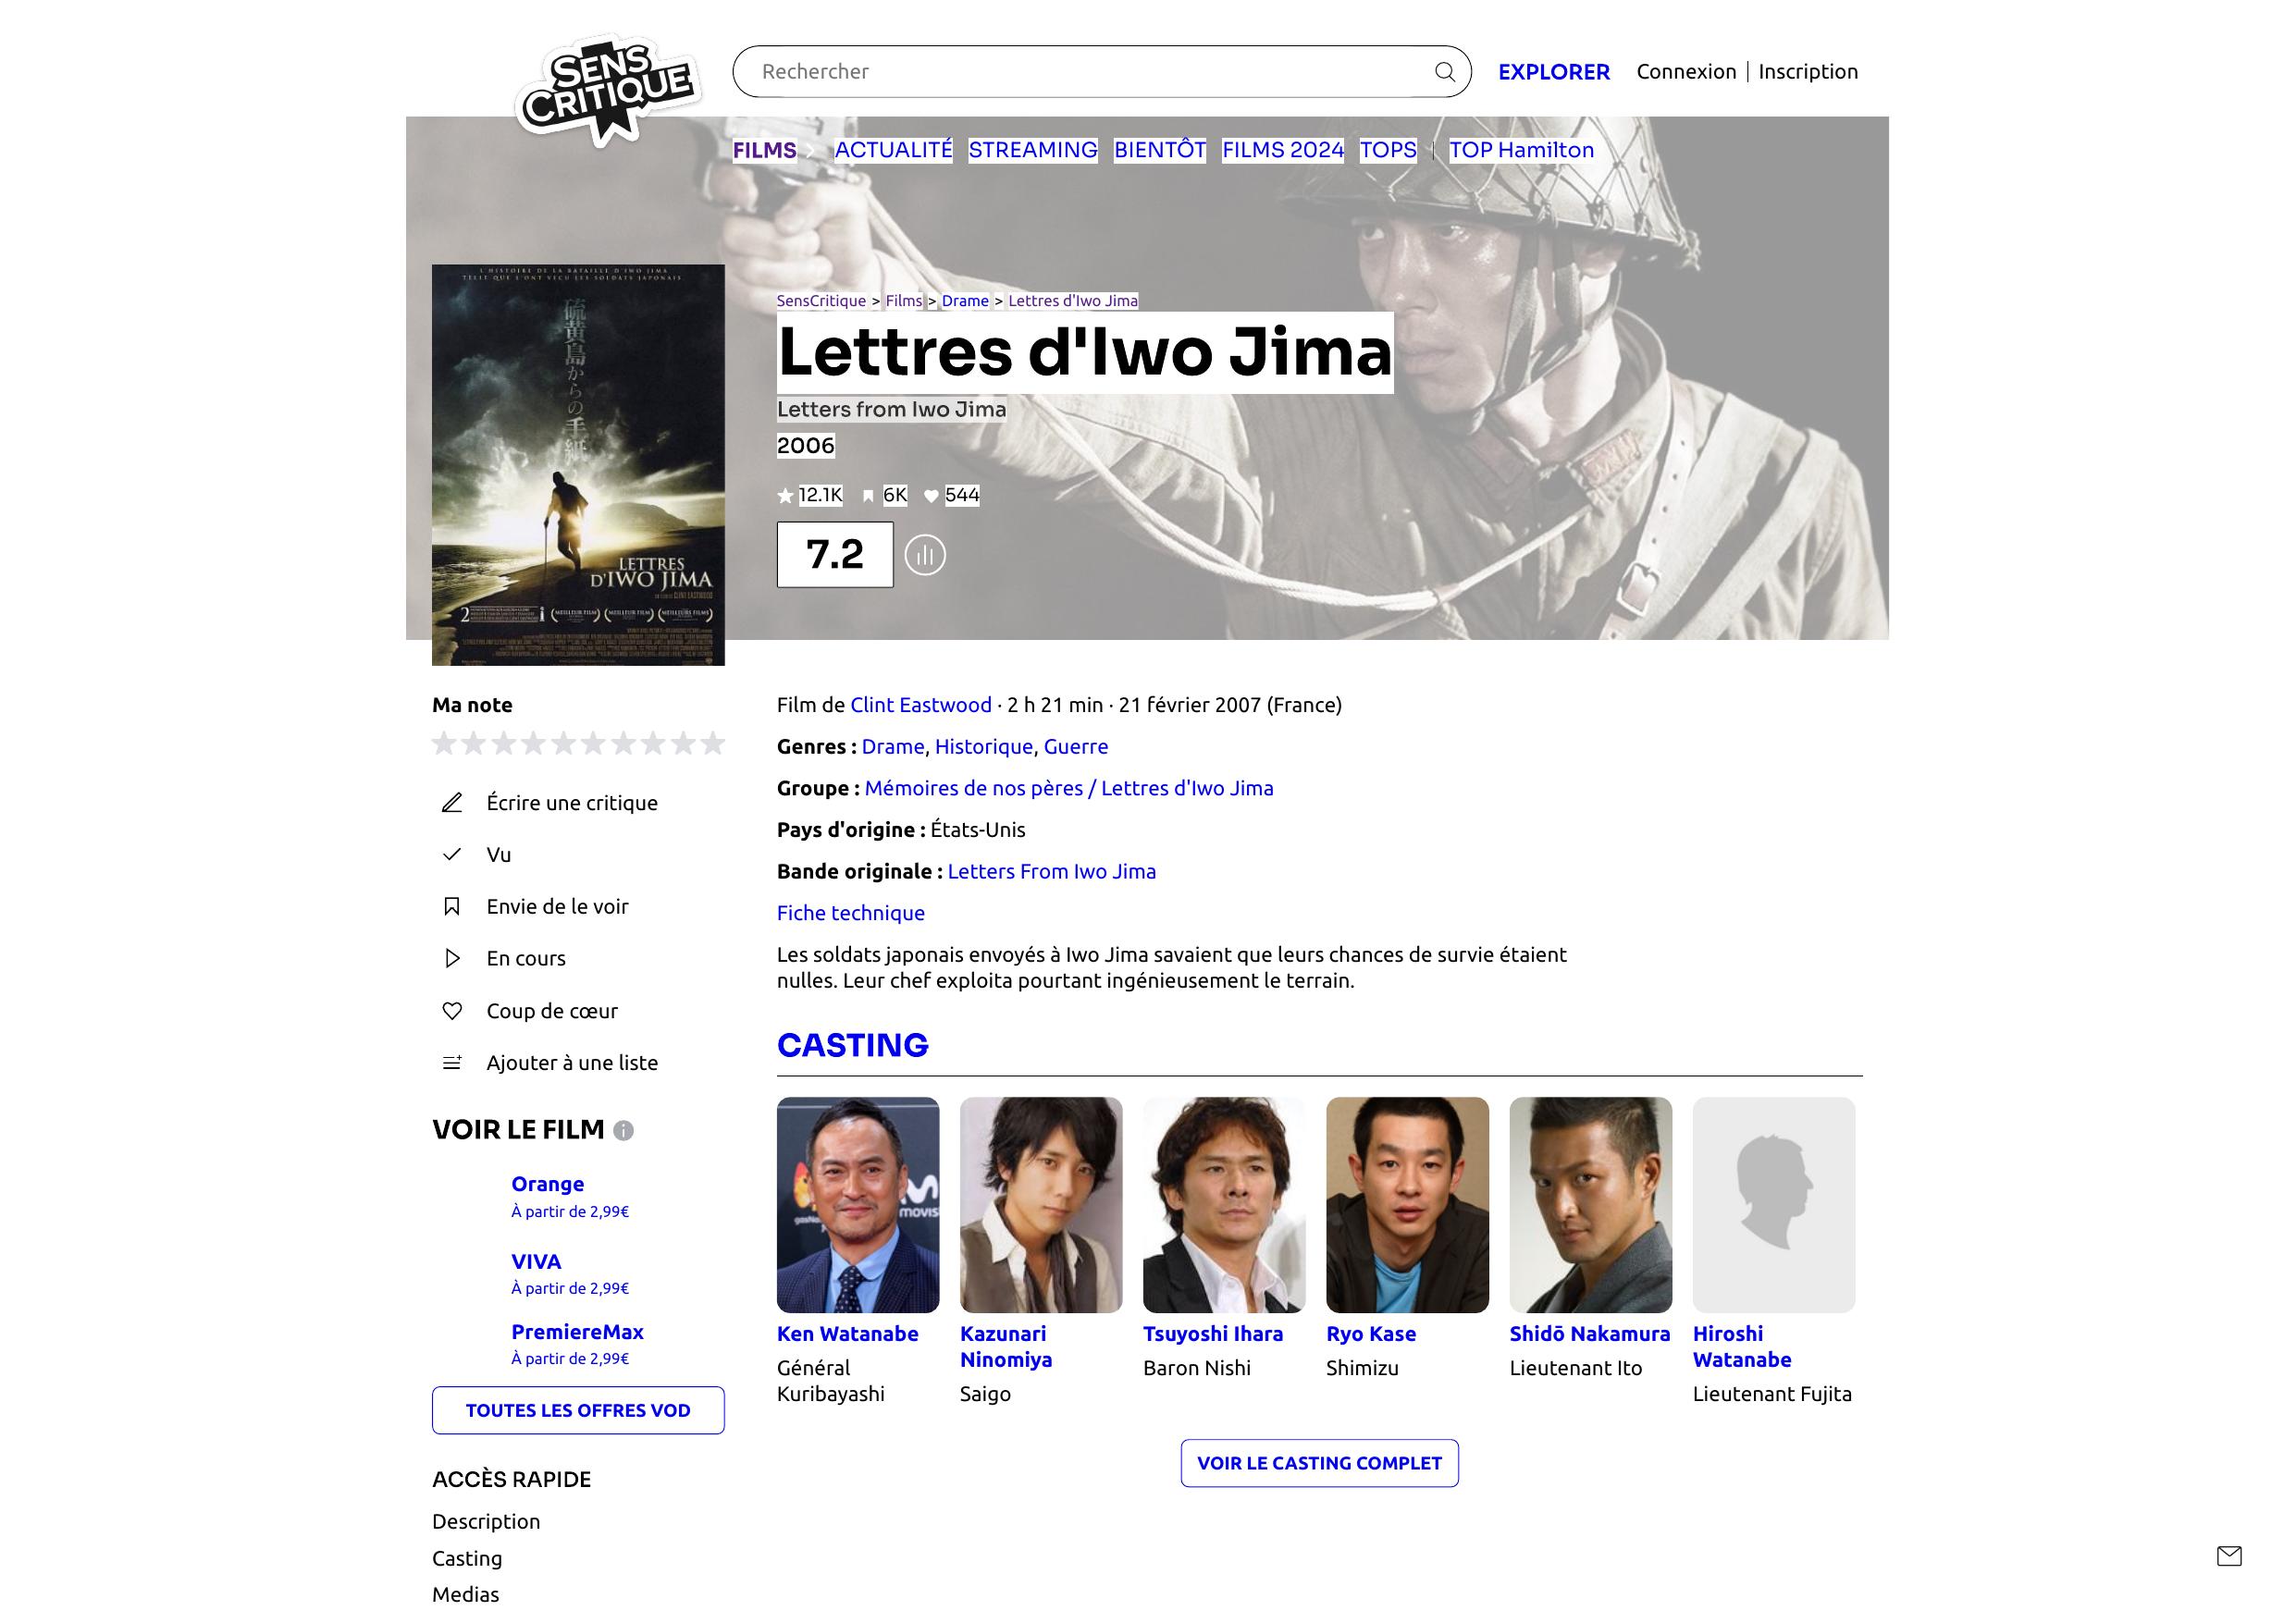 SENS
CRITIQUE
Rechercher
EXPLORER
Connexion | Inscription
FILMS
ACTUALITÉ
STREAMING
BIENTÔT
FILMS 2024
TOPS
TOP Hamilton
L'HISTOIRE DE LA BATAILLE D'IWO JIMA
TELLE QUE L'ONT VECU LES SOLDATS JAPONAIS
硫黄島からの手紙
LETTRES
D'IWO JIMA
UN FILM DE CLINT EASTWOOD
SensCritique > Films > Drame > Lettres d'Iwo Jima
Lettres d'Iwo Jima
Letters from Iwo Jima
2006
12.1K 6K 544
7.2
Ma note
Écrire une critique
Vu
Envie de le voir
En cours
Coup de cœur
Ajouter à une liste
VOIR LE FILM
Orange
À partir de 2,99€
VIVA
À partir de 2,99€
PremiereMax
À partir de 2,99€
TOUTES LES OFFRES VOD
ACCÈS RAPIDE
Description
Casting
Medias
Film de Clint Eastwood · 2 h 21 min · 21 février 2007 (France)
Genres : Drame, Historique, Guerre
Groupe : Mémoires de nos pères / Lettres d'Iwo Jima
Pays d'origine : États-Unis
Bande originale : Letters From Iwo Jima
Fiche technique
Les soldats japonais envoyés à Iwo Jima savaient que leurs chances de survie étaient
nulles. Leur chef exploita pourtant ingénieusement le terrain.
CASTING
Ken Watanabe
Général
Kuribayashi
Kazunari
Ninomiya
Saigo
Tsuyoshi Ihara
Baron Nishi
Ryo Kase
Shimizu
Shidō Nakamura
Lieutenant Ito
Hiroshi
Watanabe
Lieutenant Fujita
VOIR LE CASTING COMPLET